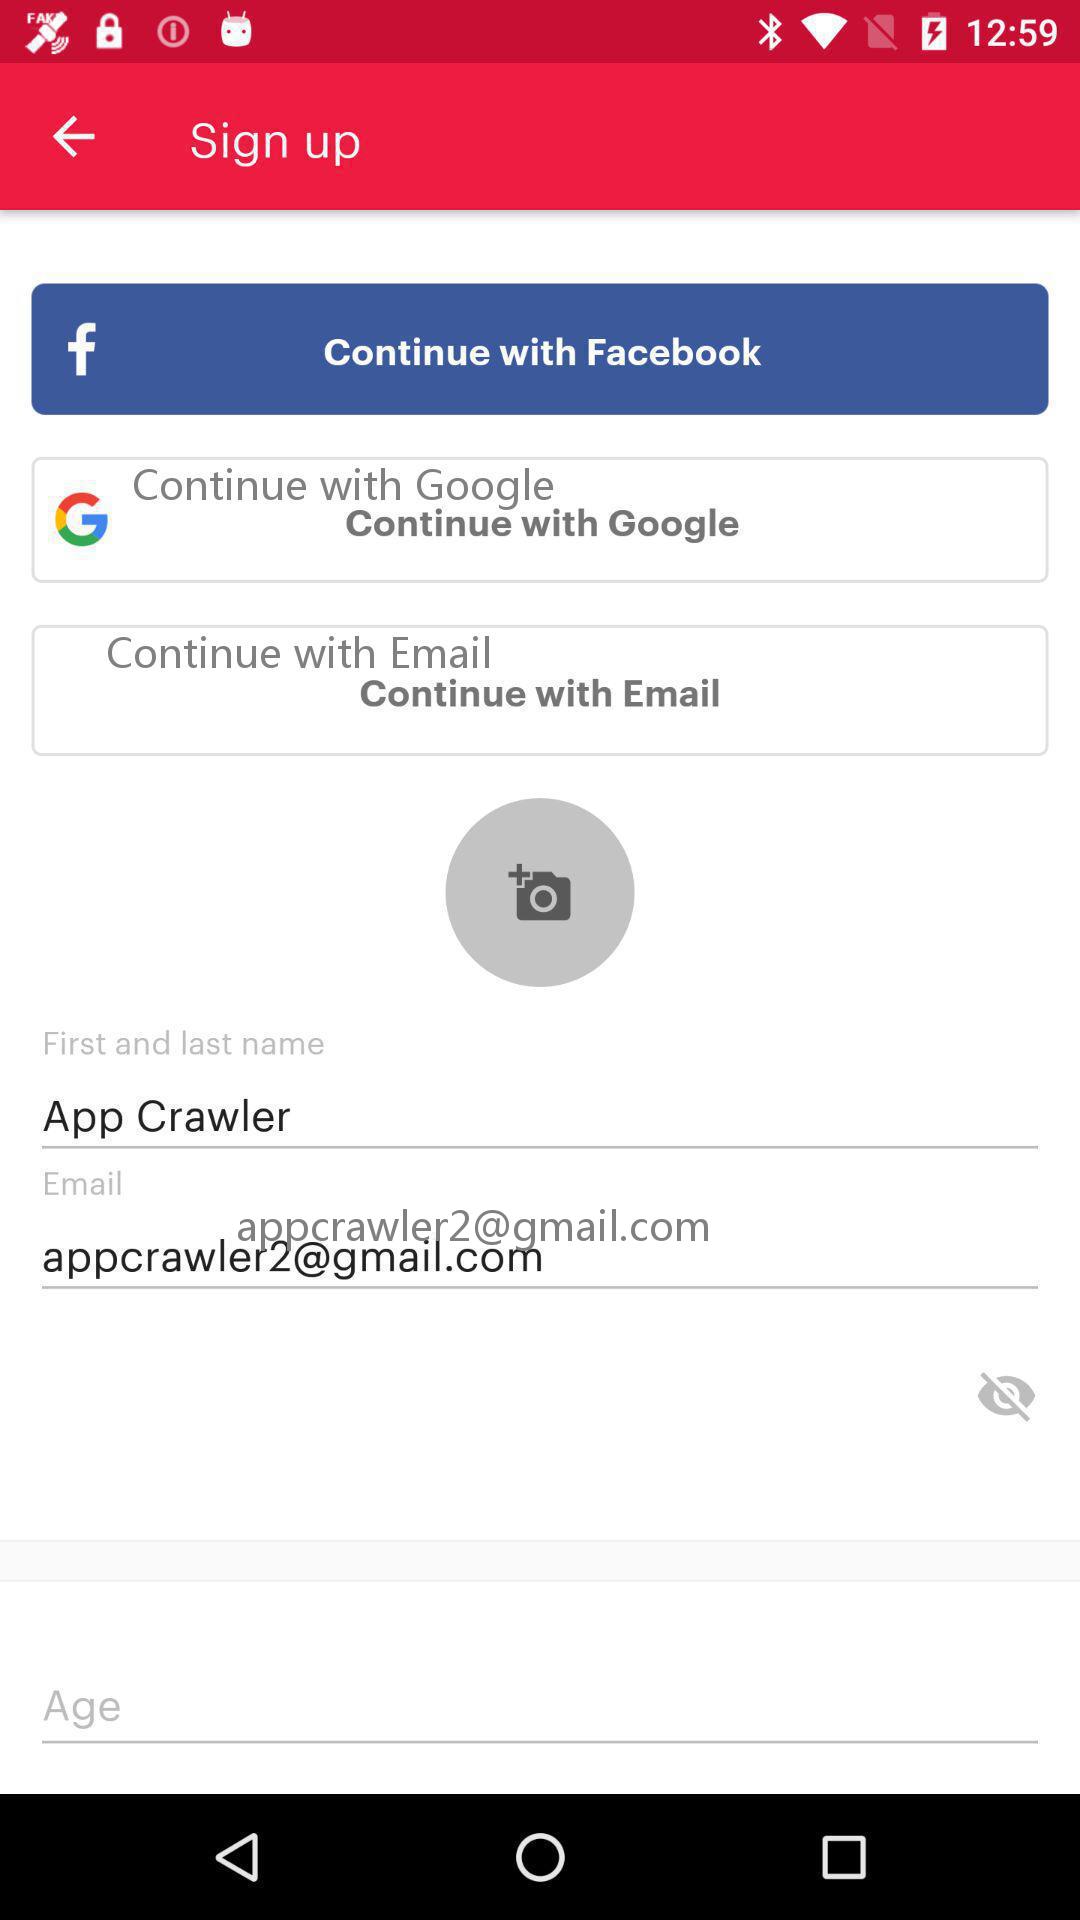 FAK
12:59
Sign up
Continue with Facebook
Continue with Google
Continue with Google
Continue with Email
Continue with Email
First and last name
App Crawler
Email
appcrawler2@gmail.com
appcrawler2@gmail.com
Age